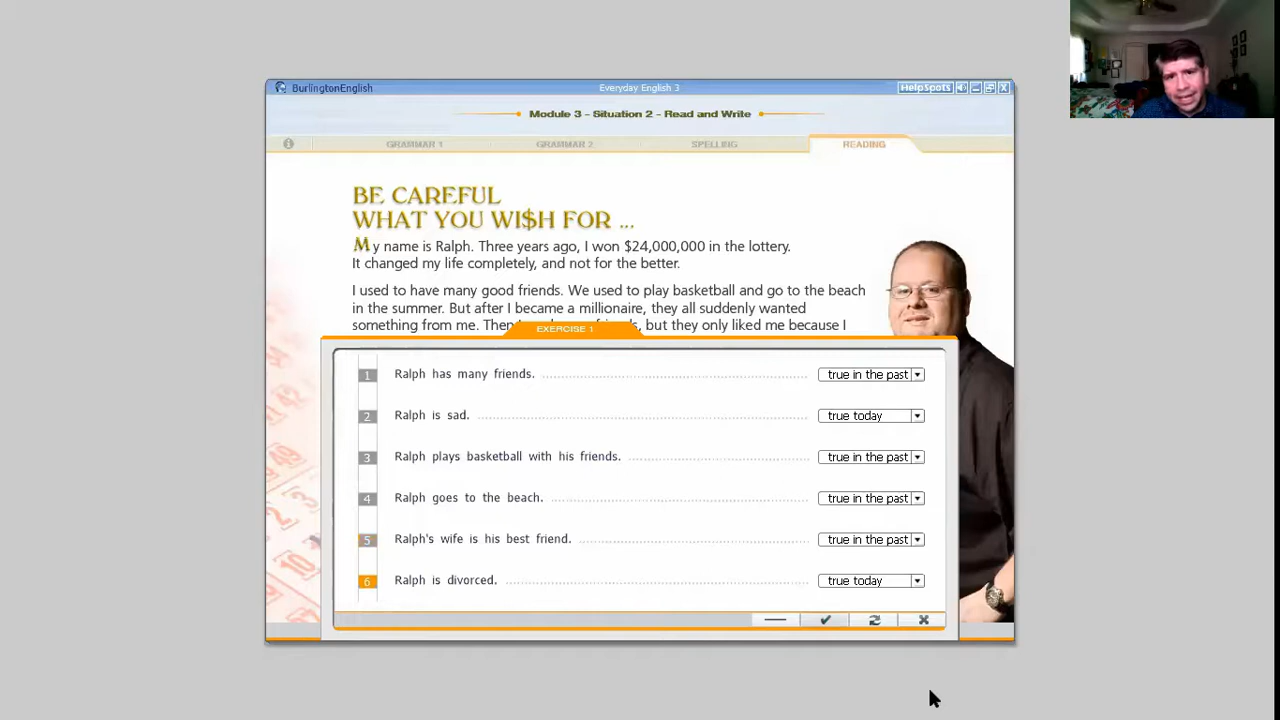 BurlingtonEnglish
Everyday English 3
HelpSpots
Module 3 - Situation 2 - Read and Write
GRAMMAR 1
GRAMMAR 2
SPELLING
READING
BE CAREFUL
WHAT YOU WI$H FOR ...
My name is Ralph. Three years ago, I won $24,000,000 in the lottery.
It changed my life completely, and not for the better.
I used to have many good friends. We used to play basketball and go to the beach
in the summer. But after I became a millionaire, they all suddenly wanted
something from me. Then but they only liked me because I
EXERCISE 1
1 Ralph has many friends. true in the past
2 Ralph is sad. true today
3 Ralph plays basketball with his friends. true in the past
4 Ralph goes to the beach. true in the past
5 Ralph's wife is his best friend. true in the past
6 Ralph is divorced. true today